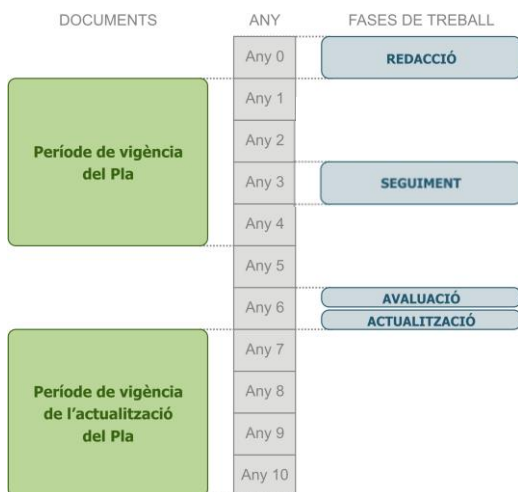 DOCUMENTS
ANY
FASES DE TREBALL
Any 0
REDACCIÓ
Any 1
Any 2
Període de vigència
del Pla
Any 3
SEGUIMENT
Any 4
Any 5
Any 6
AVALUACIÓ
ACTUALITZACIÓ
Any 7
Any 8
Període de vigència
de l'actualització
del Pla
Any 9
Any 10